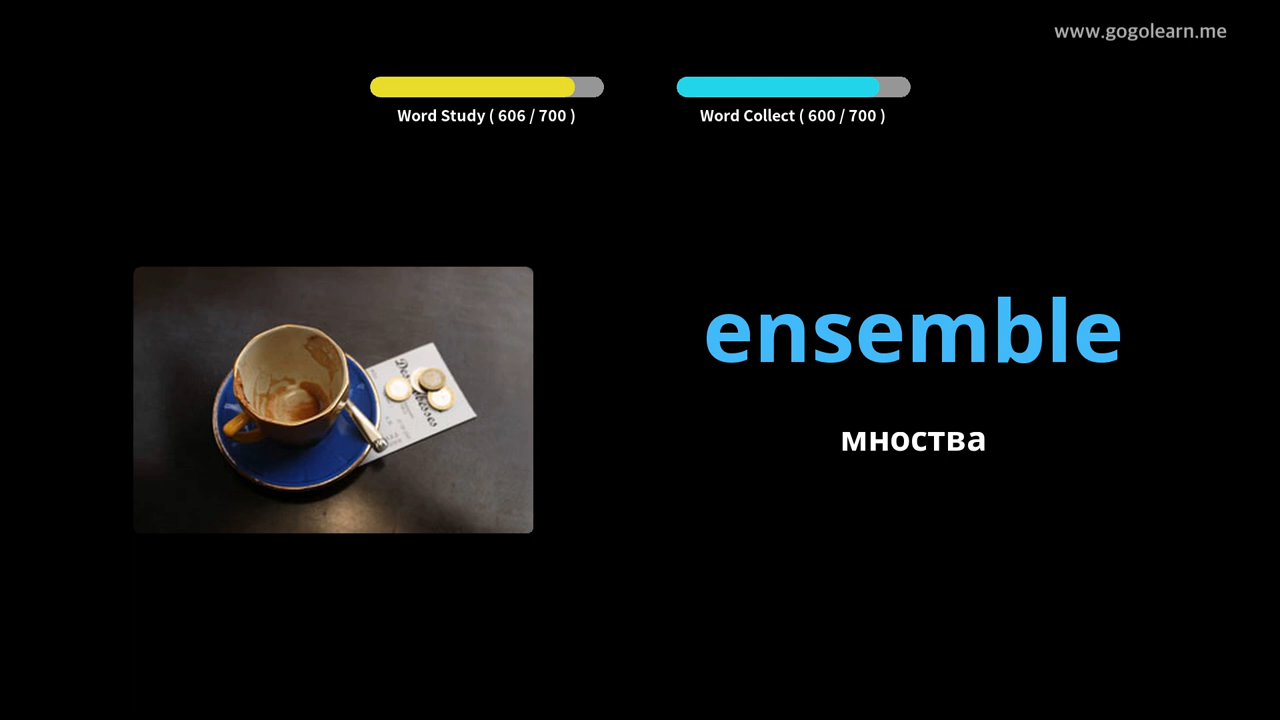 www.gogolearn.me
Word Study ( 606 / 700 )
Word Collect ( 600 / 700 )
ensemble
мноства